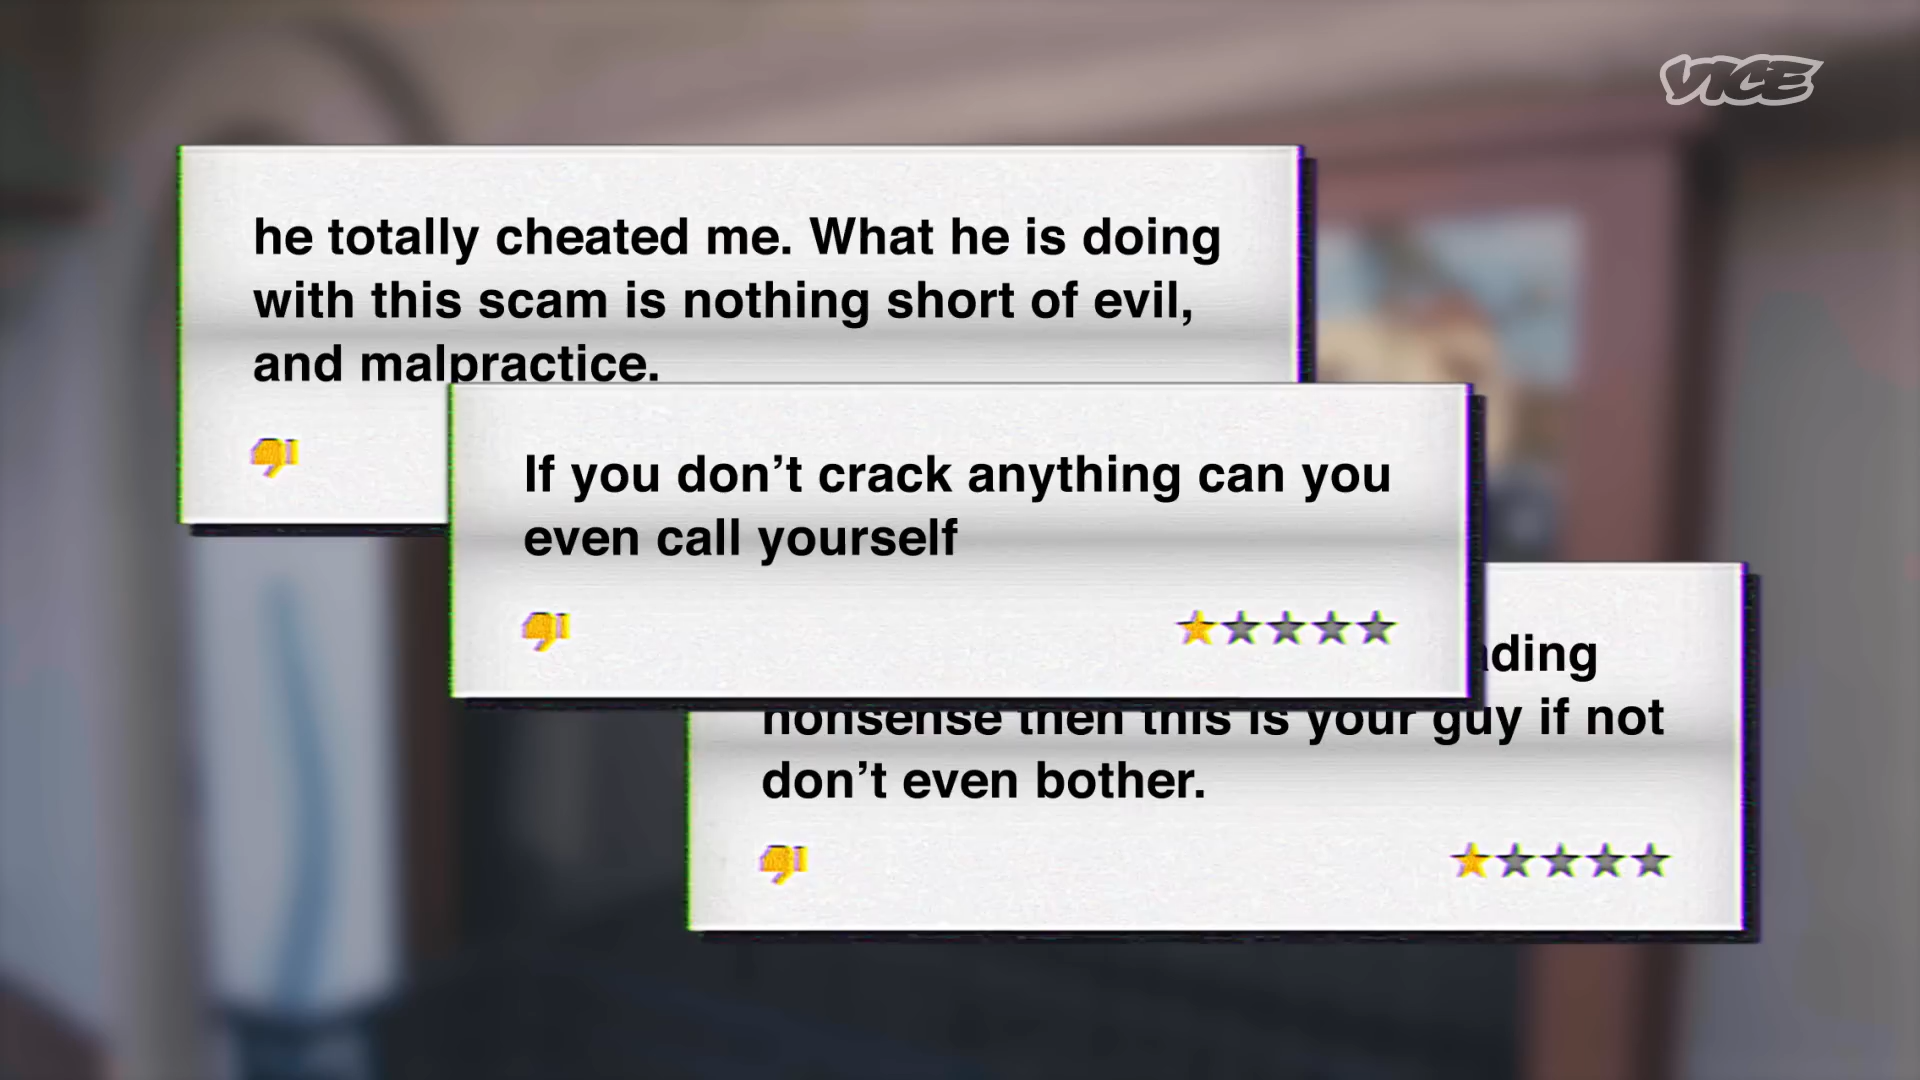 VICE
he totally cheated me. What he is doing
with this scam is nothing short of evil,
and malpractice.
If you don’t crack anything can you
even call yourself
nonsense then this is your guy if not
don’t even bother.